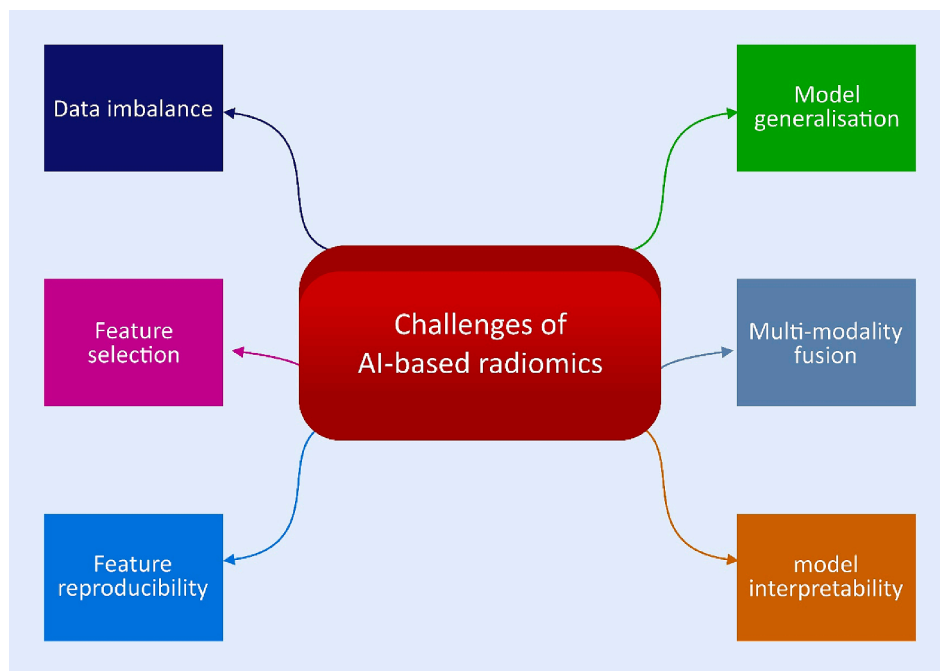 Data imbalance
Model
generalisation
Challenges of
AI-based radiomics
Feature
selection
Multi-modality
fusion
Feature
reproducibility
model
interpretability